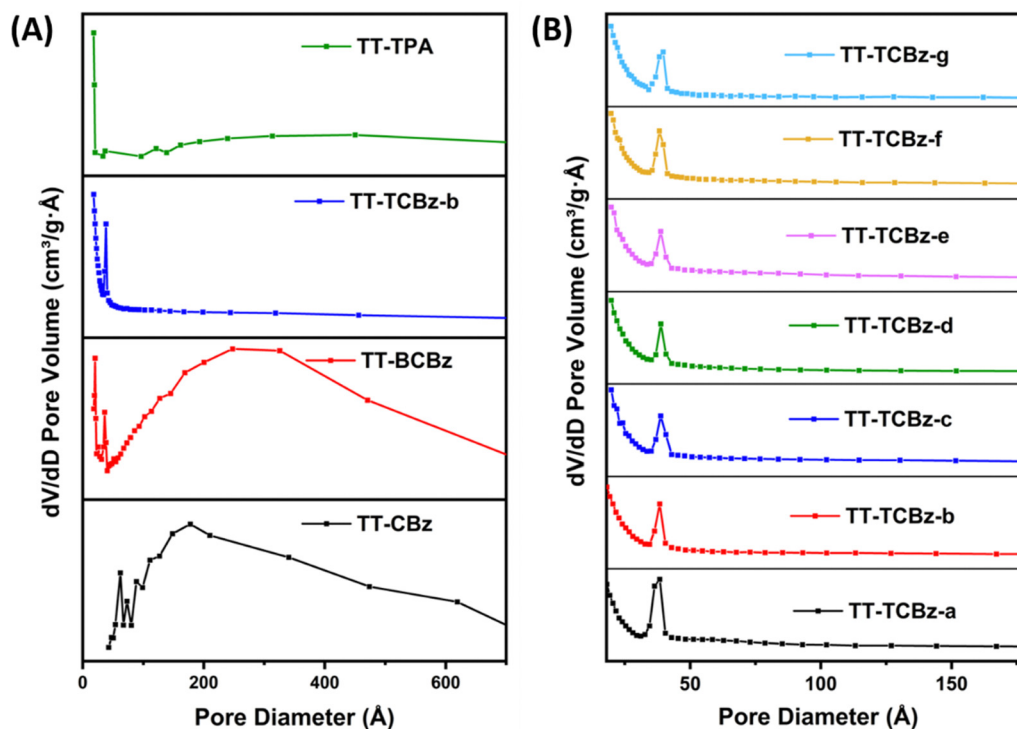 (A)
TT-TPA
TT-TCBz-b
TT-BCBz
TT-CBz
dV/dD Pore Volume (cm³/g·Å)
0 200 400 600
Pore Diameter (Å)
(B)
TT-TCBz-g
TT-TCBz-f
TT-TCBz-e
TT-TCBz-d
TT-TCBz-c
TT-TCBz-b
TT-TCBz-a
dV/dD Pore Volume (cm³/g·Å)
50 100 150
Pore Diameter (Å)